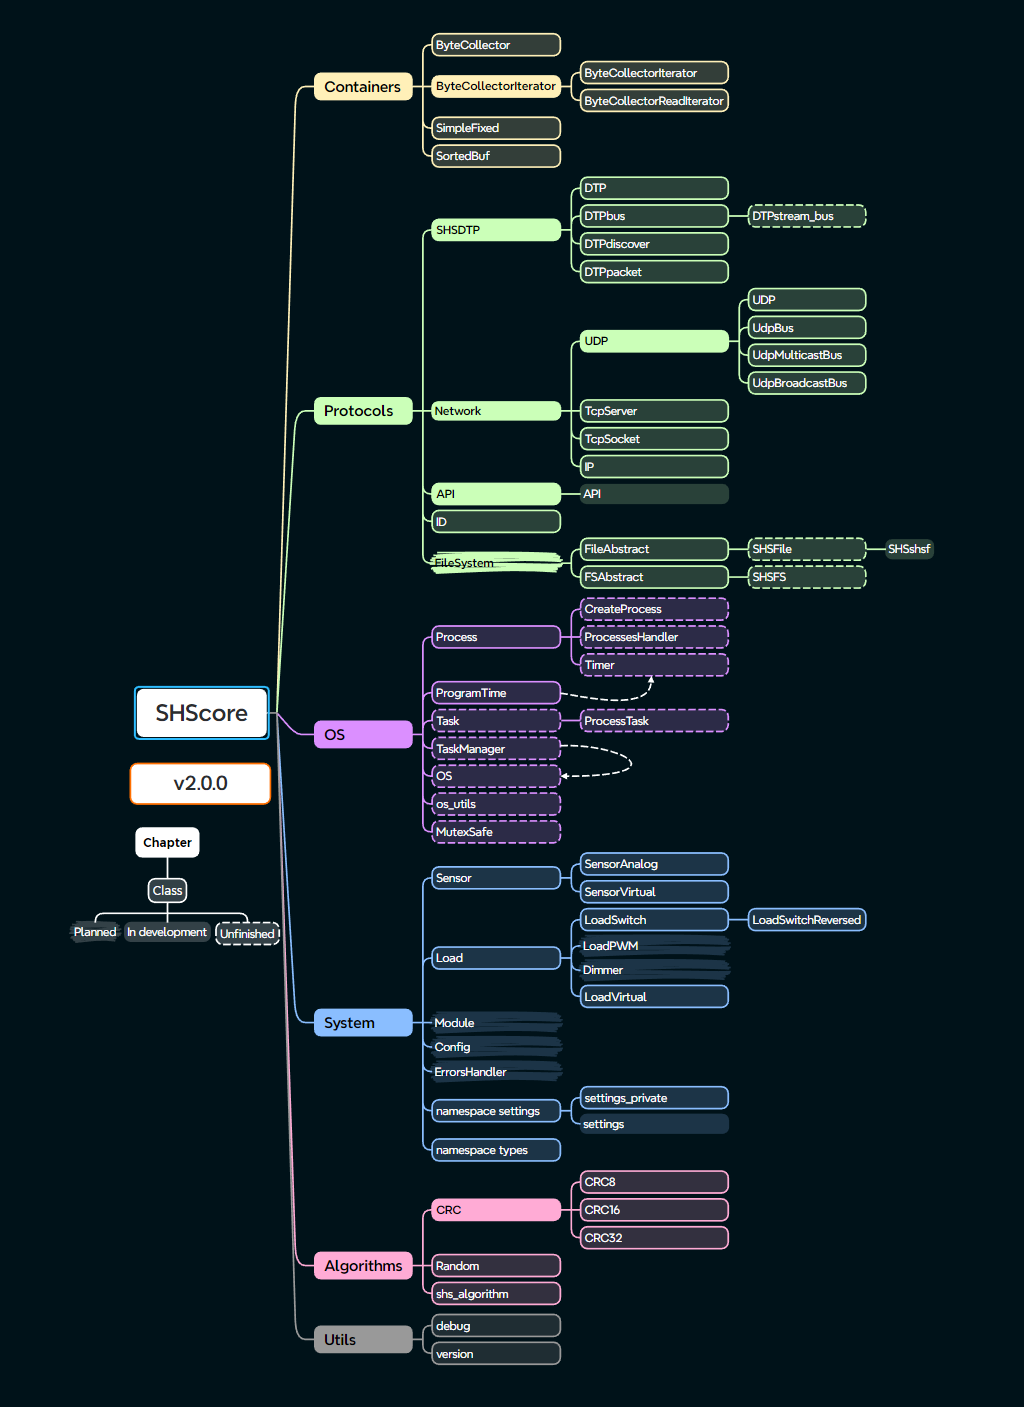 SHScore
v2.0.0
Chapter
Class
Planned
In development
Unfinished
Containers
ByteCollector
ByteCollectorIterator
ByteCollectorIterator
ByteCollectorReadIterator
SimpleFixed
SortedBuf
Protocols
SHSDTP
DTP
DTPbus
DTPstream_bus
DTPdiscover
DTPpacket
Network
UDP
UDP
UdpBus
UdpMulticastBus
UdpBroadcastBus
TcpServer
TcpSocket
IP
API
API
ID
FileSystem
FileAbstract
SHSFile
SHSshsf
FSAbstract
SHSFS
OS
Process
CreateProcess
ProcessesHandler
Timer
ProgramTime
Task
ProcessTask
TaskManager
OS
os_utils
MutexSafe
System
Sensor
SensorAnalog
SensorVirtual
Load
LoadSwitch
LoadSwitchReversed
LoadPWM
Dimmer
LoadVirtual
Module
Config
ErrorsHandler
namespace settings
settings_private
settings
namespace types
Algorithms
CRC
CRC8
CRC16
CRC32
Random
shs_algorithm
Utils
debug
version